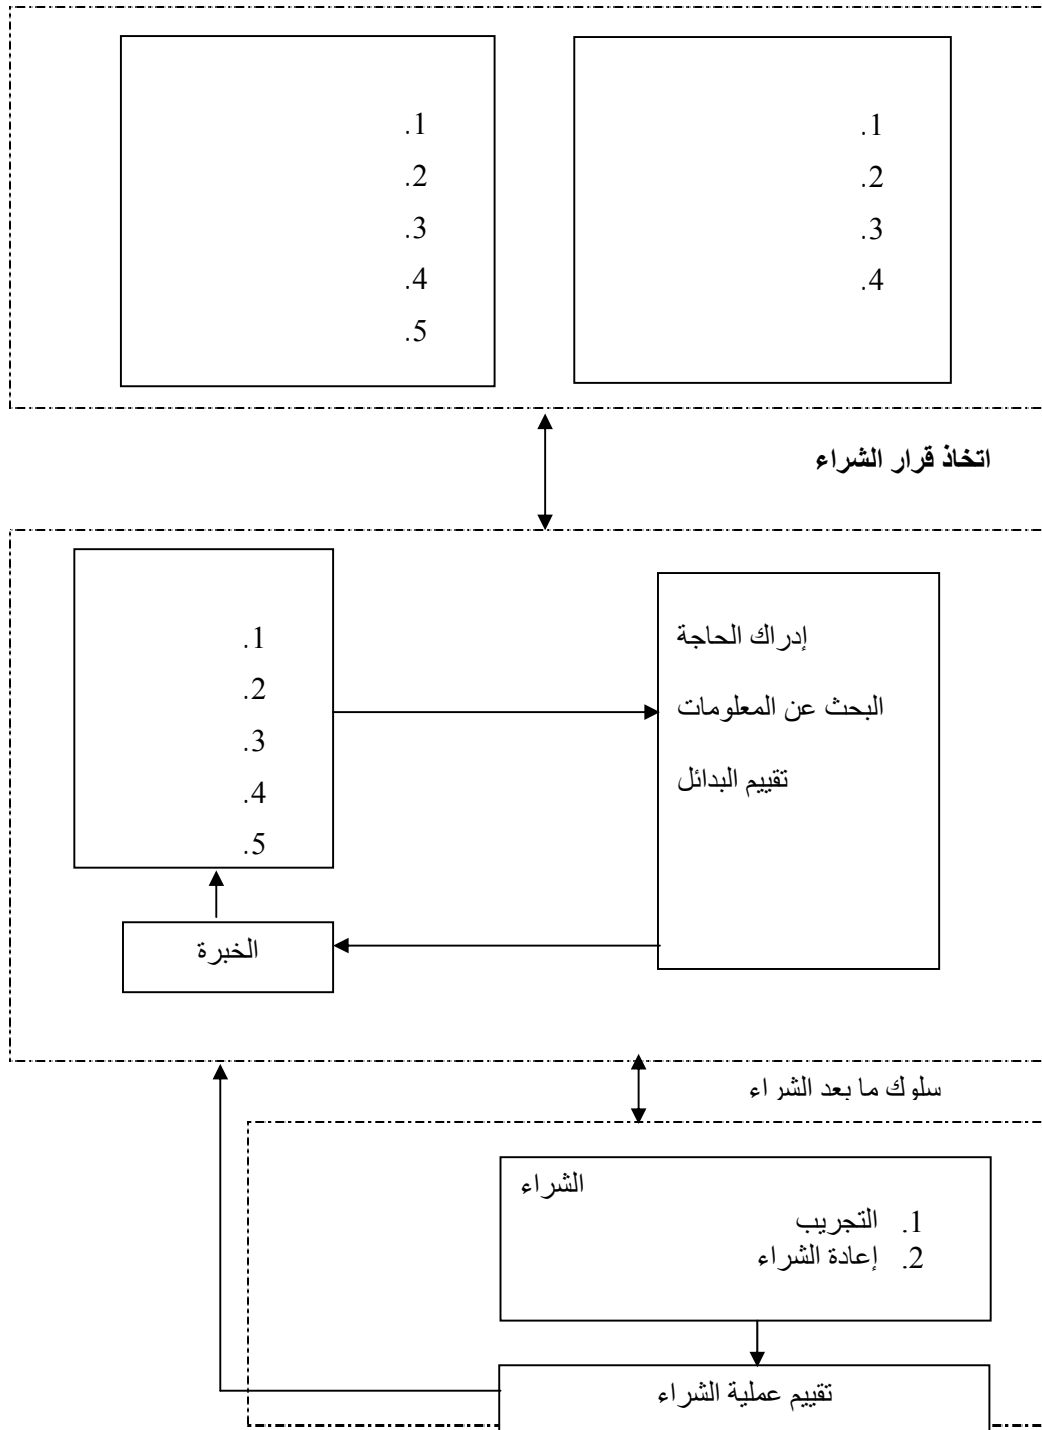 1.
2.
3.
4.
1.
2.
3.
4.
5.
اتخاذ قرار الشراء
إدراك الحاجة
البحث عن المعلومات
تقييم البدائل
1.
2.
3.
4.
5.
الخبرة
سلوك ما بعد الشراء
الشراء
1. التجريب
2. إعادة الشراء
تقييم عملية الشراء